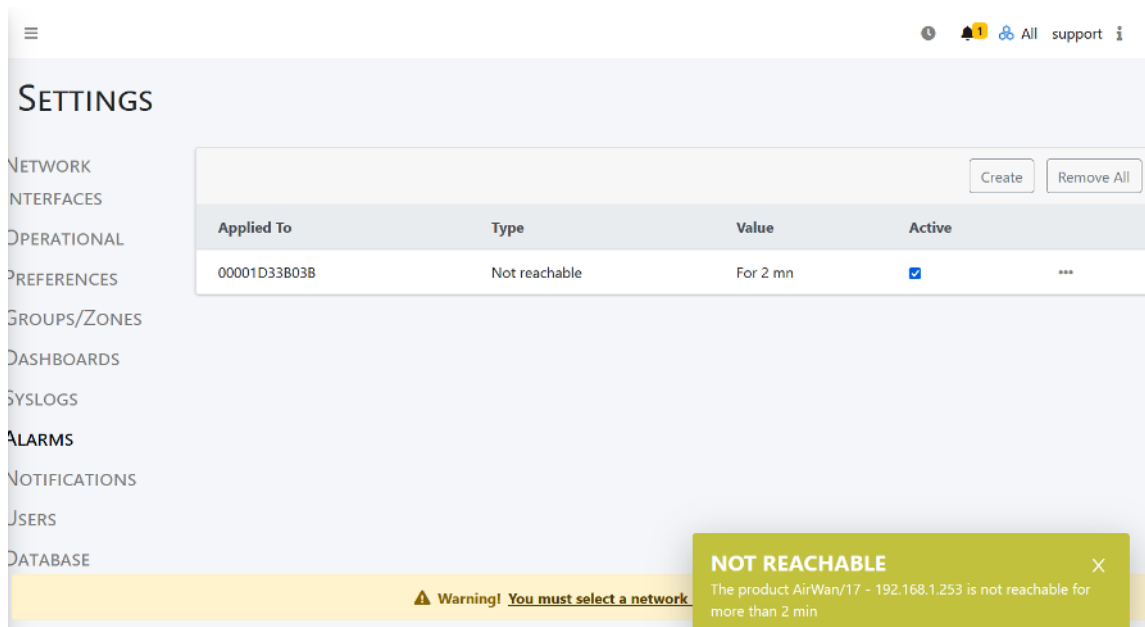 1 All support
SETTINGS
NETWORK
INTERFACES
OPERATIONAL
PREFERENCES
GROUPS/ZONES
DASHBOARDS
SYSLOGS
ALARMS
NOTIFICATIONS
USERS
DATABASE
Create Remove All
Applied To Type Value Active
00001D33B03B Not reachable For 2 mn
Warning! You must select a network
NOT REACHABLE
The product AirWan/17 - 192.168.1.253 is not reachable for
more than 2 min